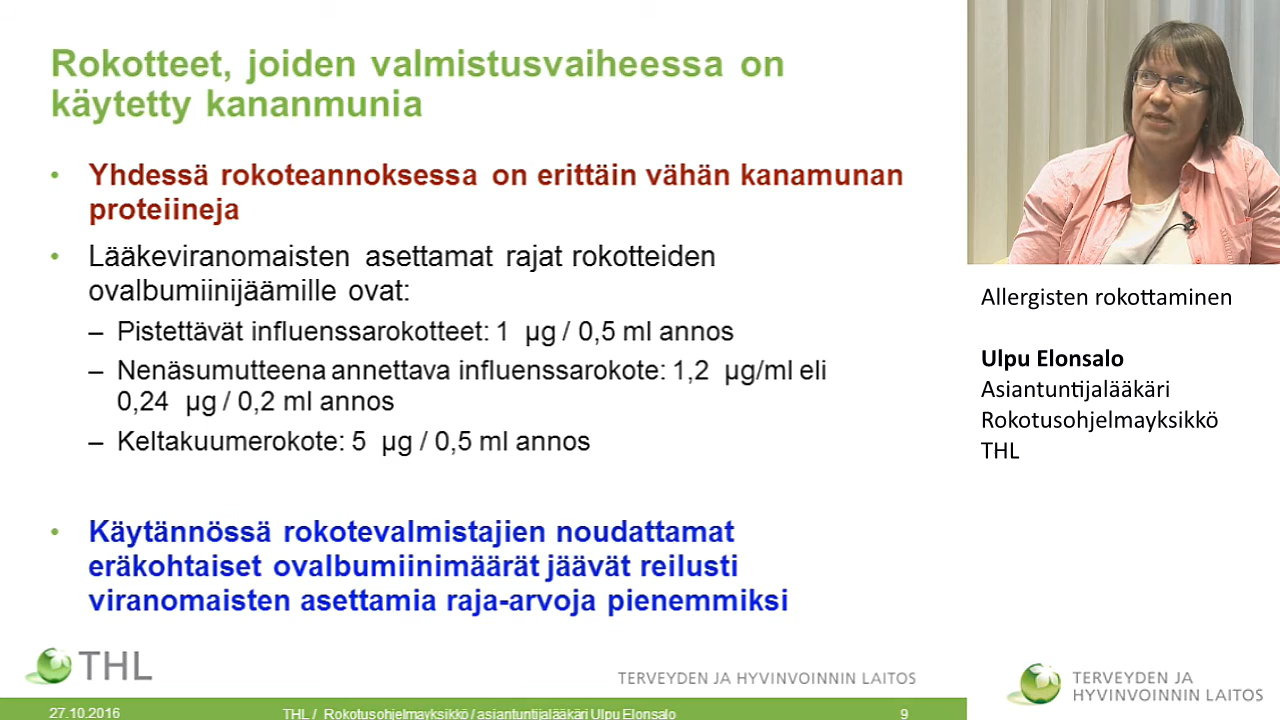 Rokotteet, joiden valmistusvaiheessa on
käytetty kananmunia
• Yhdessä rokoteannoksessa on erittäin vähän kanamunan
proteiineja
• Lääkeviranomaisten asettamat rajat rokotteiden
ovalbumiinijäämille ovat:
– Pistettävät influenssarokotteet: 1 µg / 0,5 ml annos
– Nenäsumutteena annettava influenssarokote: 1,2 µg/ml eli
0,24 µg / 0,2 ml annos
– Keltakuumerokote: 5 µg / 0,5 ml annos
• Käytännössä rokotevalmistajien noudattamat
eräkohtaiset ovalbumiinimäärät jäävät reilusti
viranomaisten asettamia raja-arvoja pienemmiksi
THL
TERVEYDEN JA HYVINVOINNIN LAITOS
27.10.2016
THL / Rokotusohjelmayksikkö / asiantuntijalääkäri Ulpu Elonsalo
9
Allergisten rokottaminen
Ulpu Elonsalo
Asiantuntijalääkäri
Rokotusohjelmayksikkö
THL
TERVEYDEN JA
HYVINVOINNIN LAITOS